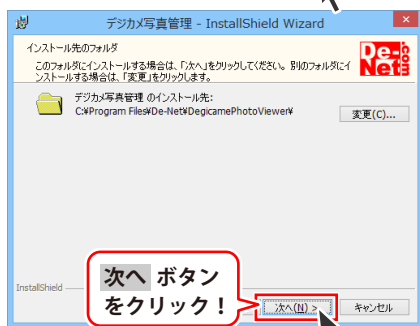 デジカメ写真管理 - InstallShield Wizard
インストール先のフォルダ
このフォルダにインストールする場合は、「次へ」をクリックしてください。別のフォルダにイ
ンストールする場合は、「変更」をクリックします。
De-
Net
.com
デジカメ写真管理 のインストール先:
C:¥Program Files¥De-Net¥DegicamePhotoViewer¥
変更(C)...
次へ ボタン
をクリック!
InstallShield
次へ(N) >
キャンセル